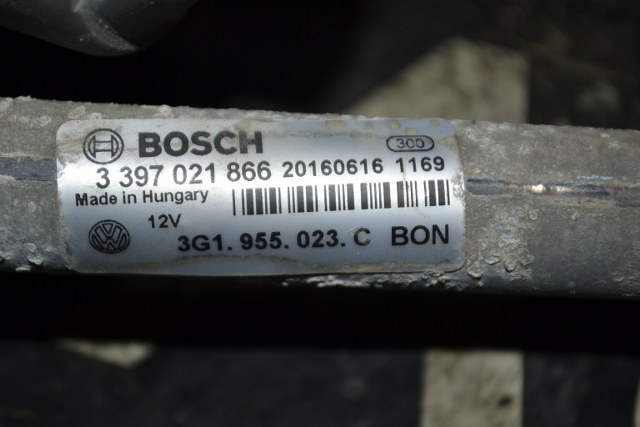 BOSCH 300
3 397 021 866 20160616 1169
Made in Hungary
12V
3G1. 955. 023. C BON